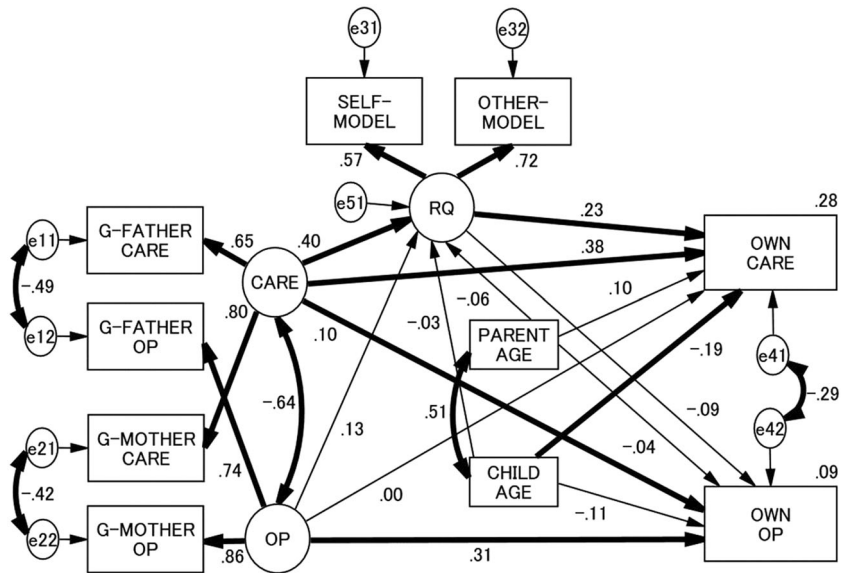 e31
e32
SELF-
MODEL
OTHER-
MODEL
.57
.72
e51
RQ
.28
e11
G-FATHER
CARE
.65
.40
.23
OWN
CARE
CARE
.38
-.49
.80
.10
-.06
.10
e12
G-FATHER
OP
-.03
PARENT
AGE
-.19
e41
-.64
.51
-.09
-.29
e21
G-MOTHER
CARE
.13
-.04
e42
.74
.00
CHILD
AGE
.09
-.42
-.11
OWN
OP
e22
G-MOTHER
OP
.86
OP
.31